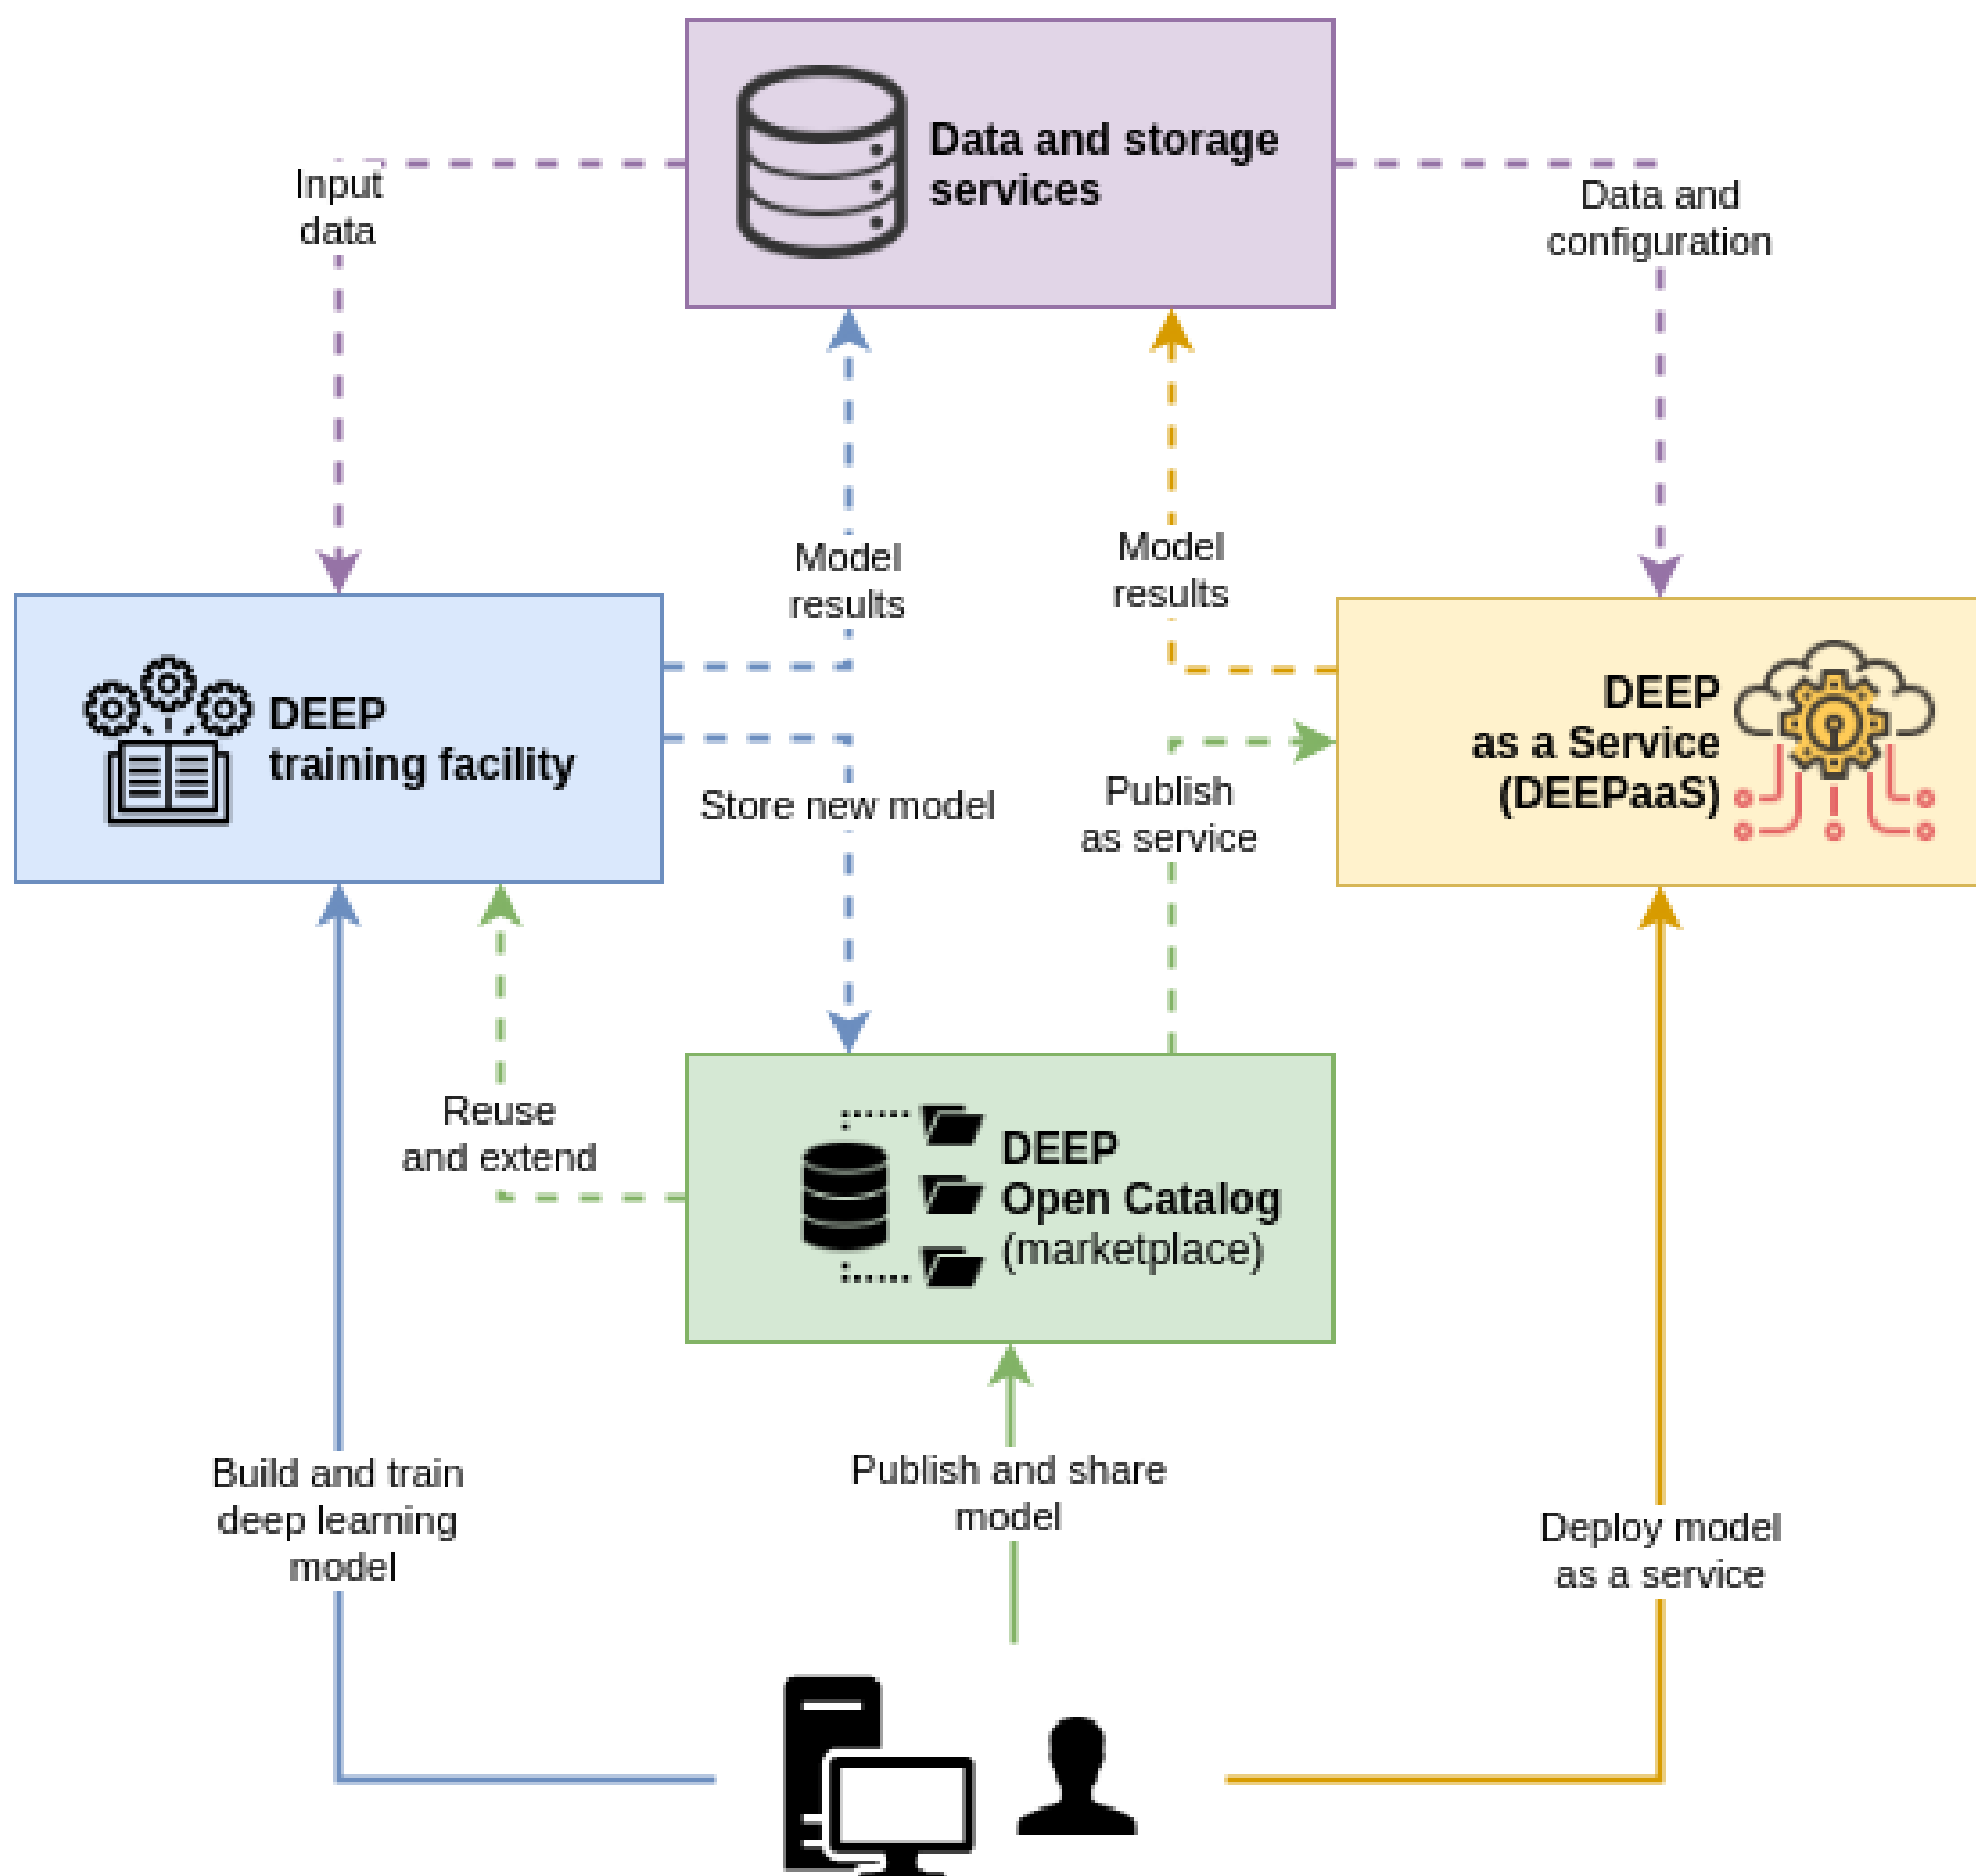 Data and storage
services
Input
data
Data and
configuration
Model
results
Model
results
DEEP
training facility
DEEP
as a Service
(DEEPaaS)
Store new model
Publish
as service
Reuse
and extend
DEEP
Open Catalog
(marketplace)
Build and train
deep learning
model
Publish and share
model
Deploy model
as a service